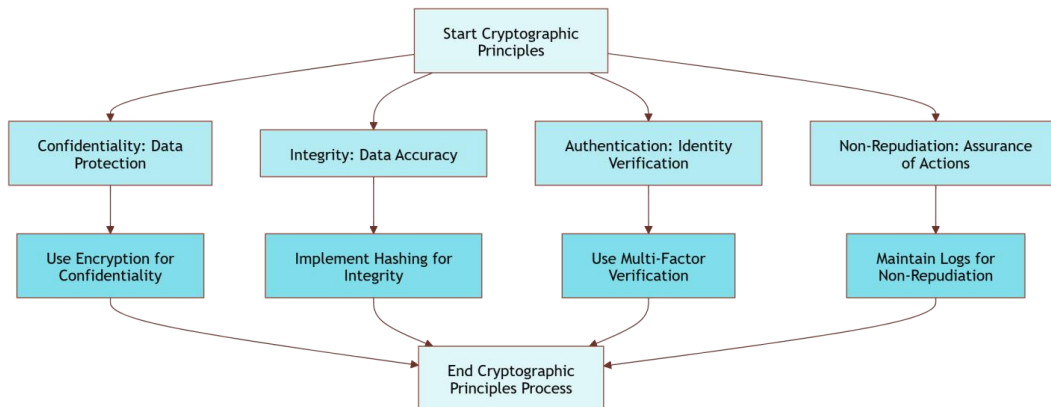 Start Cryptographic
Principles
Confidentiality: Data
Protection
Integrity: Data Accuracy
Authentication: Identity
Verification
Non-Repudiation: Assurance
of Actions
Use Encryption for
Confidentiality
Implement Hashing for
Integrity
Use Multi-Factor
Verification
Maintain Logs for
Non-Repudiation
End Cryptographic
Principles Process